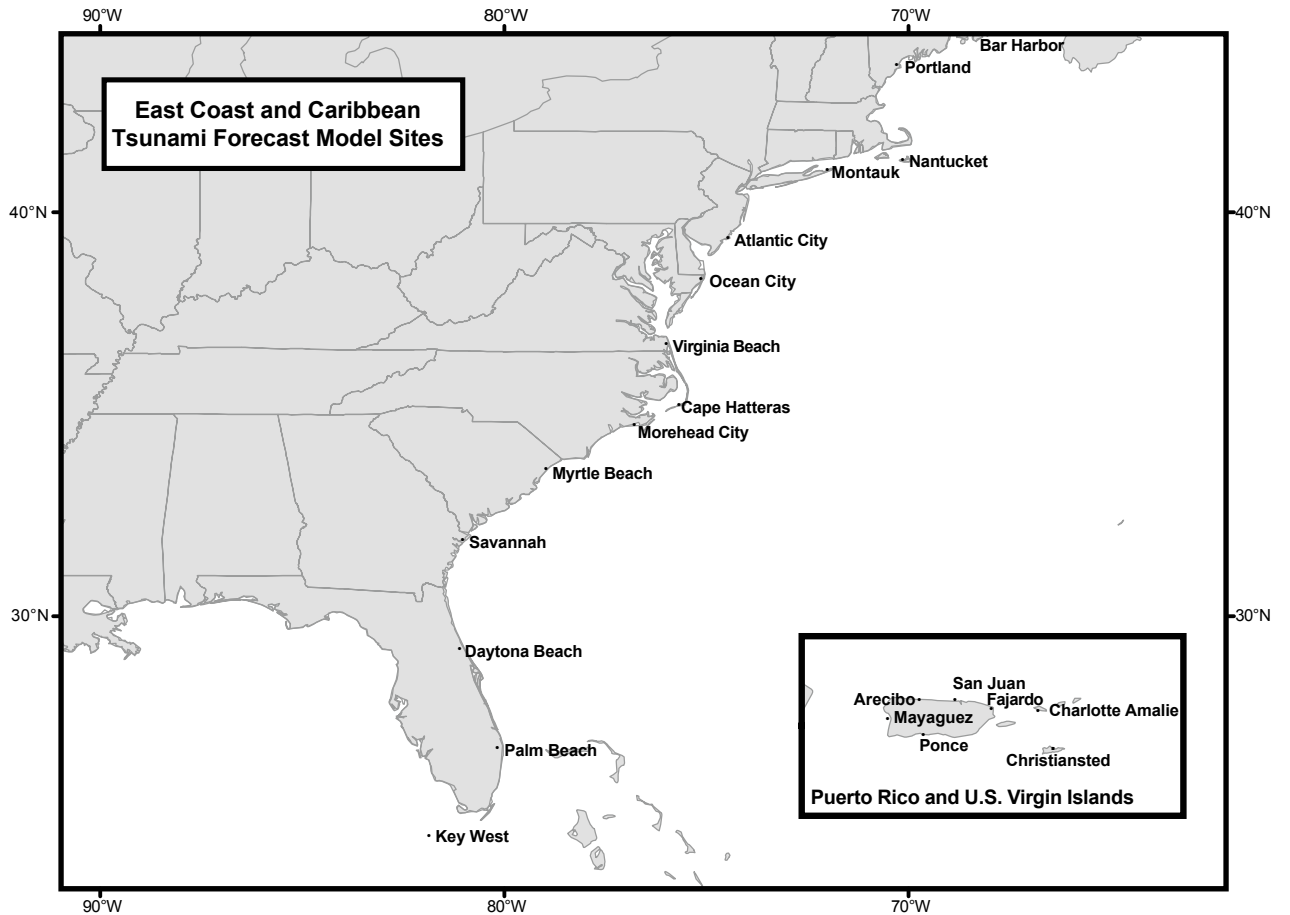 90°W 80°W 70°W
Bar Harbor
Portland
East Coast and Caribbean
Tsunami Forecast Model Sites
Nantucket
Montauk
40°N 40°N
Atlantic City
Ocean City
Virginia Beach
Cape Hatteras
Morehead City
Myrtle Beach
Savannah
30°N 30°N
Daytona Beach
San Juan
Arecibo Fajardo
Charlotte Amalie
Mayaguez
Ponce
Palm Beach
Christiansted
Puerto Rico and U.S. Virgin Islands
Key West
90°W 80°W 70°W